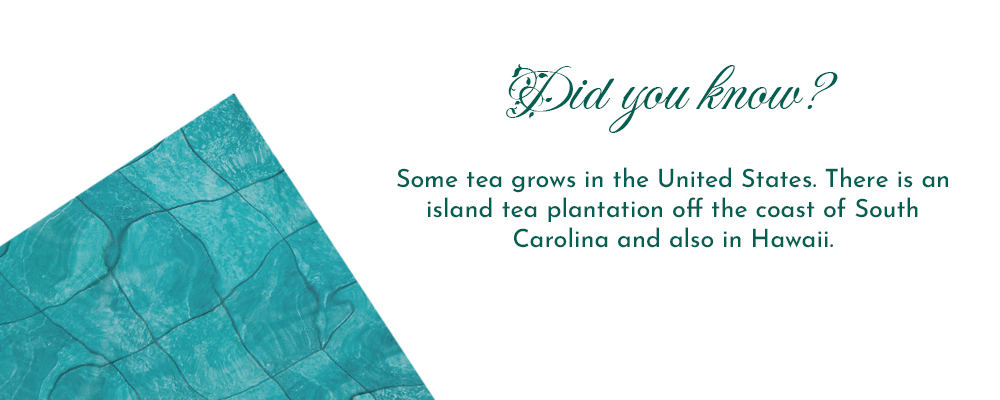 Did you know?
Some tea grows in the United States. There is an
island tea plantation off the coast of South
Carolina and also in Hawaii.